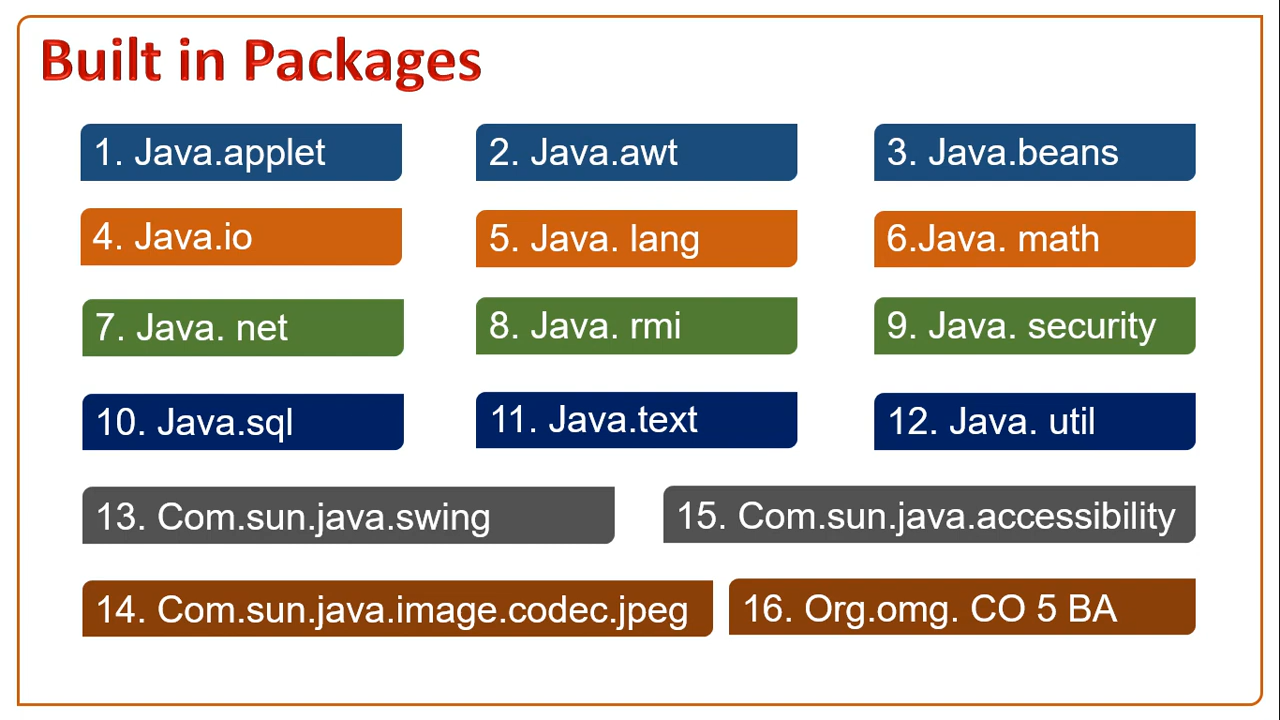 Built in Packages
1. Java.applet
2. Java.awt
3. Java.beans
4. Java.io
5. Java. lang
6.Java. math
7. Java. net
8. Java. rmi
9. Java. security
10. Java.sql
11. Java.text
12. Java. util
13. Com.sun.java.swing
15. Com.sun.java.accessibility
14. Com.sun.java.image.codec.jpeg
16. Org.omg. CO 5 BA